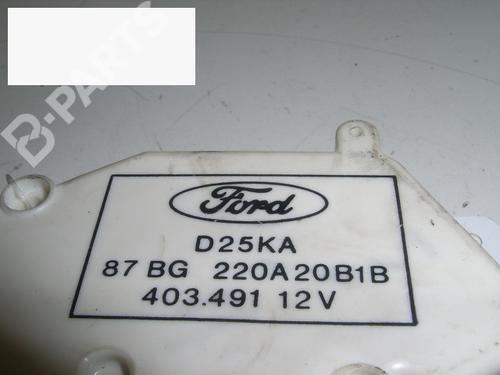 B-PARTS
Ford
D25KA
87 BG 220A20B1B
403.491 12V